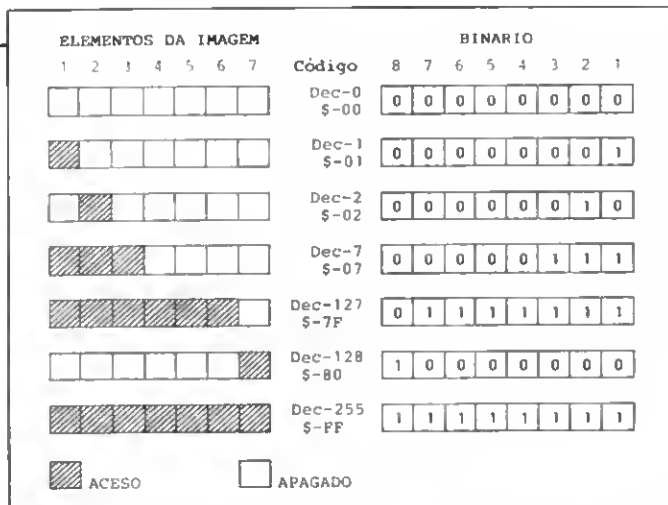 ELEMENTOS DA IMAGEM BINARIO
1 2 3 4 5 6 7 Código 8 7 6 5 4 3 2 1
Dec-0 0 0 0 0 0 0 0 0
$-00
Dec-1 0 0 0 0 0 0 0 1
$-01
Dec-2 0 0 0 0 0 0 1 0
$-02
Dec-7 0 0 0 0 0 1 1 1
$-07
Dec-127 0 1 1 1 1 1 1 1
$-7F
Dec-128 1 0 0 0 0 0 0 0
$-80
Dec-255 1 1 1 1 1 1 1 1
$-FF
ACESO APAGADO